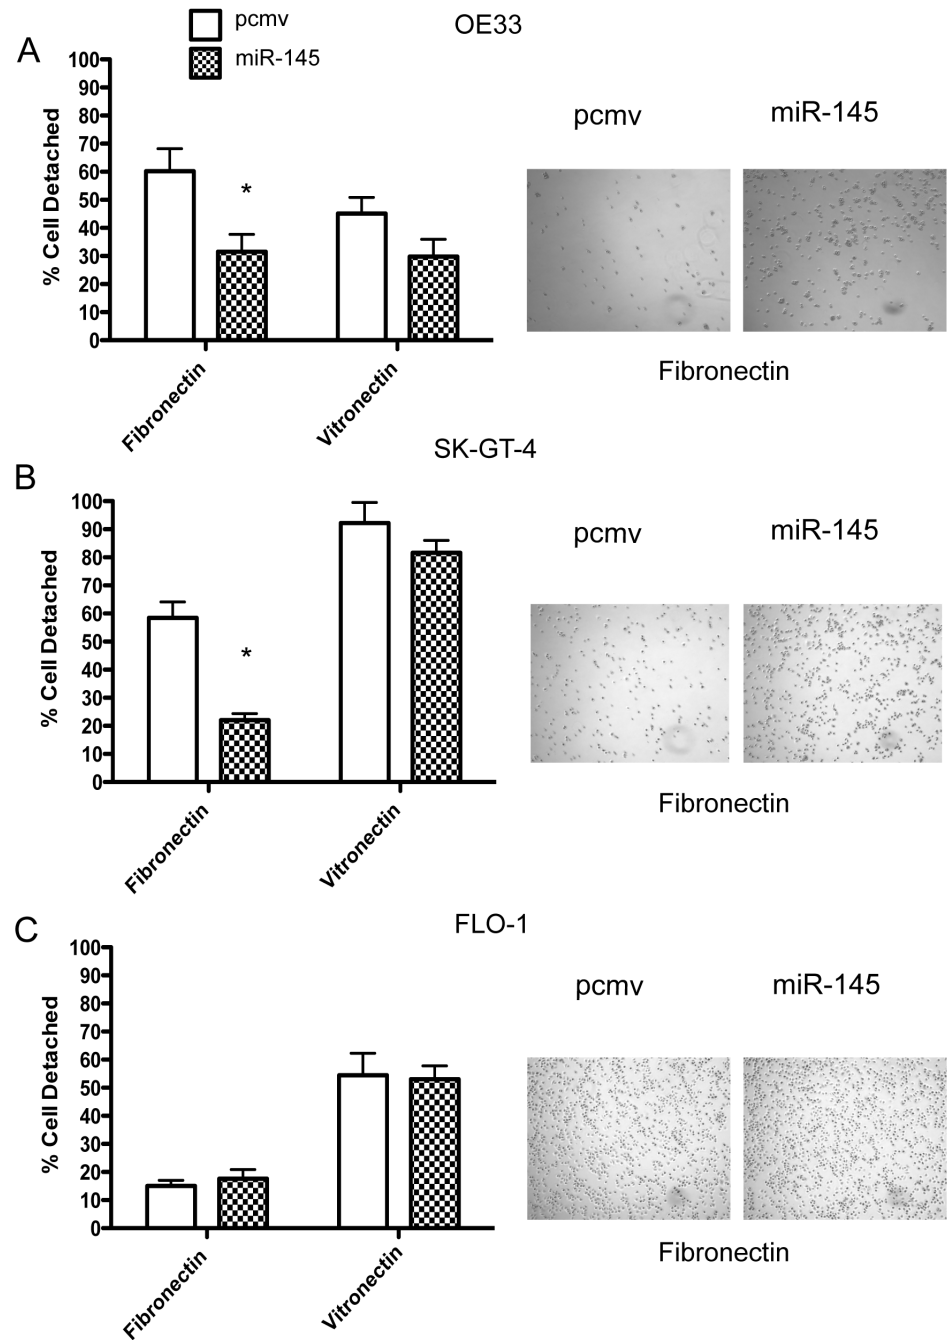 pcmv
miR-145
OE33
A
100
90
80
70
60
50
40
30
20
10
0
% Cell Detached
*
Fibronectin
Vitronectin
pcmv
miR-145
Fibronectin
SK-GT-4
B
100
90
80
70
60
50
40
30
20
10
0
% Cell Detached
*
Fibronectin
Vitronectin
pcmv
miR-145
Fibronectin
FLO-1
C
100
90
80
70
60
50
40
30
20
10
0
% Cell Detached
Fibronectin
Vitronectin
pcmv
miR-145
Fibronectin